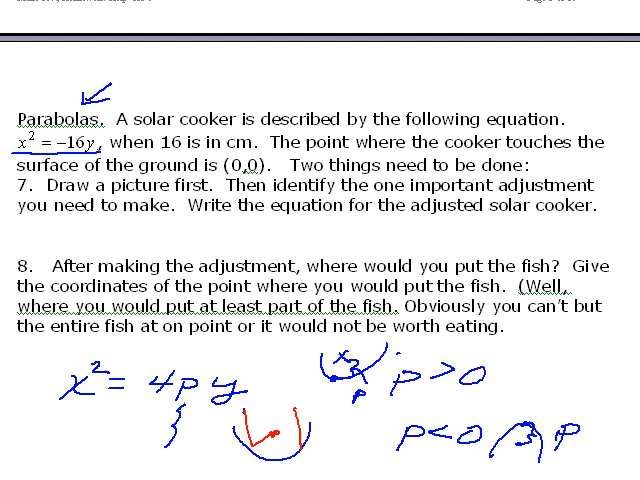 Parabolas. A solar cooker is described by the following equation.
x² = −16y, when 16 is in cm. The point where the cooker touches the
surface of the ground is (0,0). Two things need to be done:
7. Draw a picture first. Then identify the one important adjustment
you need to make. Write the equation for the adjusted solar cooker.
8. After making the adjustment, where would you put the fish? Give
the coordinates of the point where you would put the fish. (Well,
where you would put at least part of the fish. Obviously you can't but
the entire fish at on point or it would not be worth eating.
x² = 4py
p
p > 0
p < 0
p